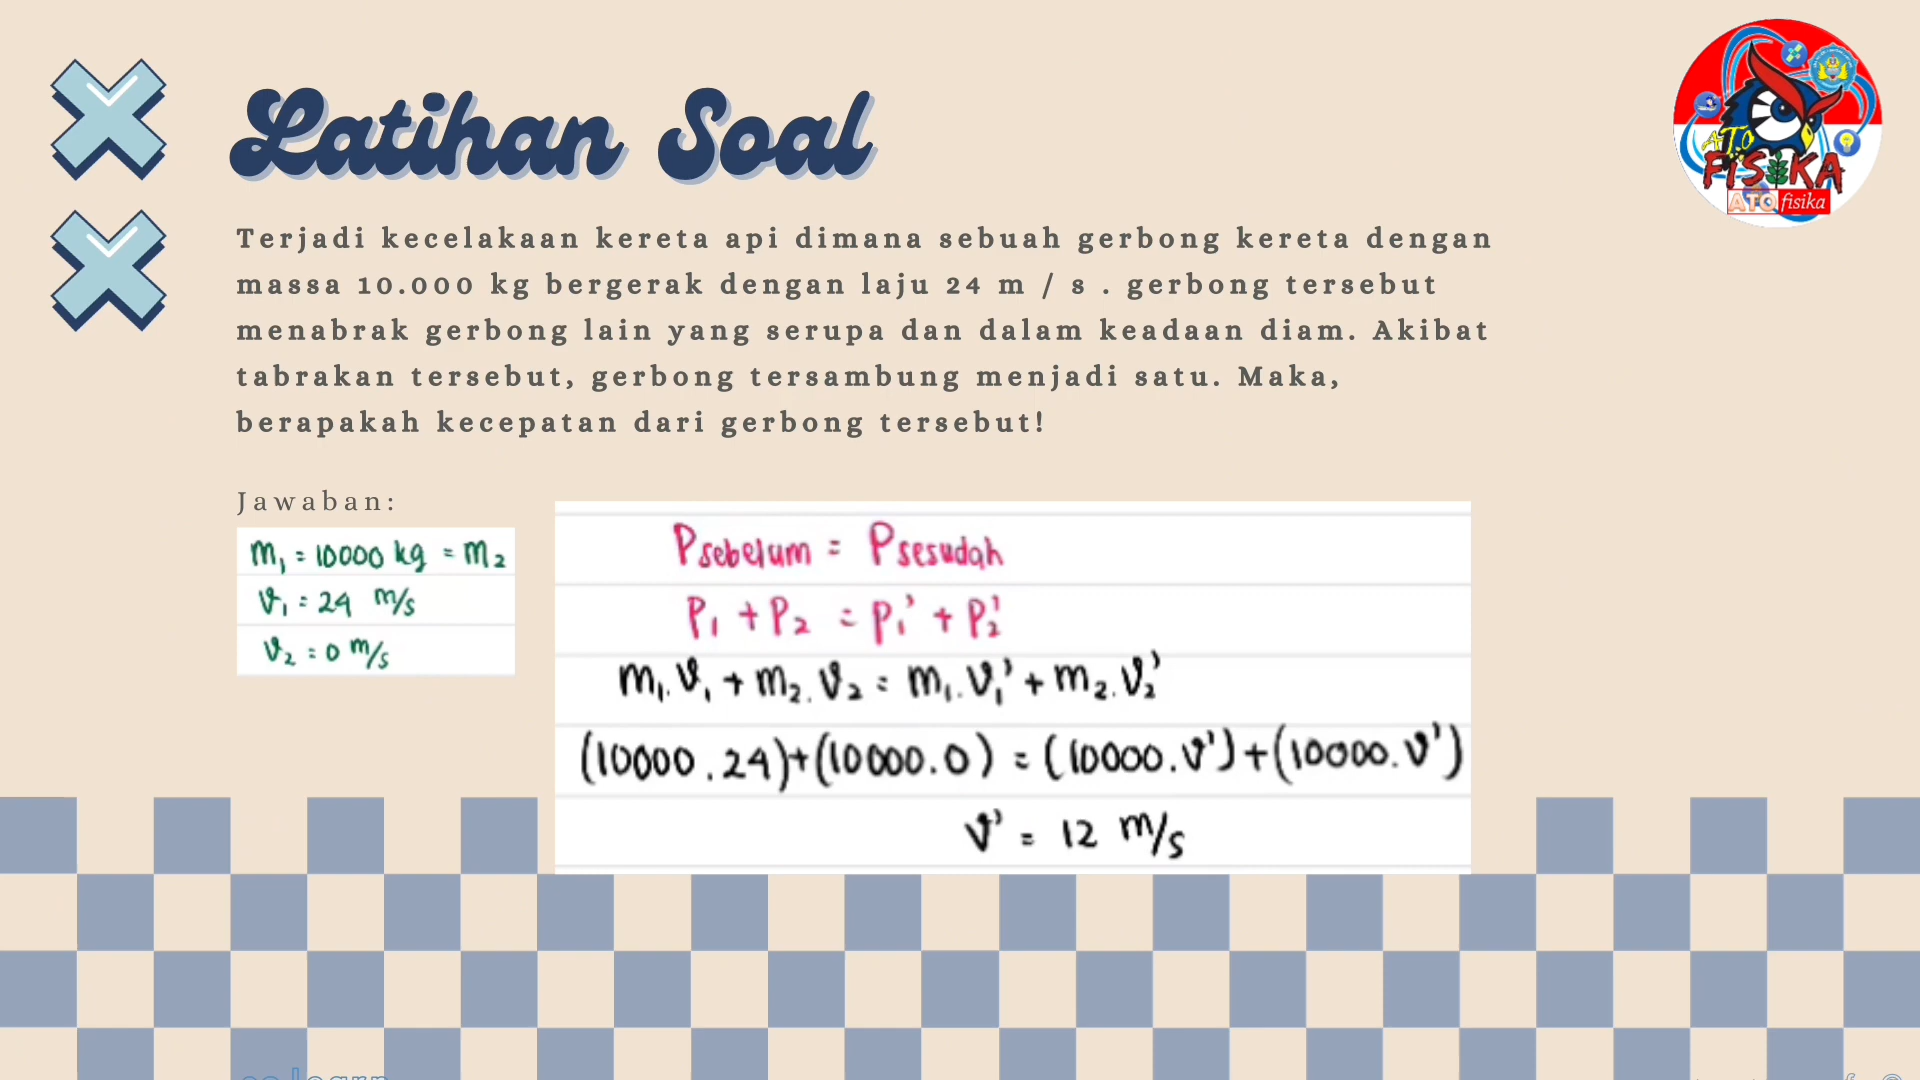 Latihan Soal
ATO
FISIKA
ATO fisika
Terjadi kecelakaan kereta api dimana sebuah gerbong kereta dengan
massa 10.000 kg bergerak dengan laju 24 m / s . gerbong tersebut
menabrak gerbong lain yang serupa dan dalam keadaan diam. Akibat
tabrakan tersebut, gerbong tersambung menjadi satu. Maka,
berapakah kecepatan dari gerbong tersebut!
Jawaban:
m₁ = 10000 kg = m₂
v₁ = 24 m/s
v₂ = 0 m/s
Psebelum = Psesudah
P₁ + P₂ = P₁' + P₂'
m₁.v₁ + m₂.v₂ = m₁.v₁' + m₂.v₂'
(10000.24)+(10000.0) = (10000.v')+(10000.v')
v' = 12 m/s